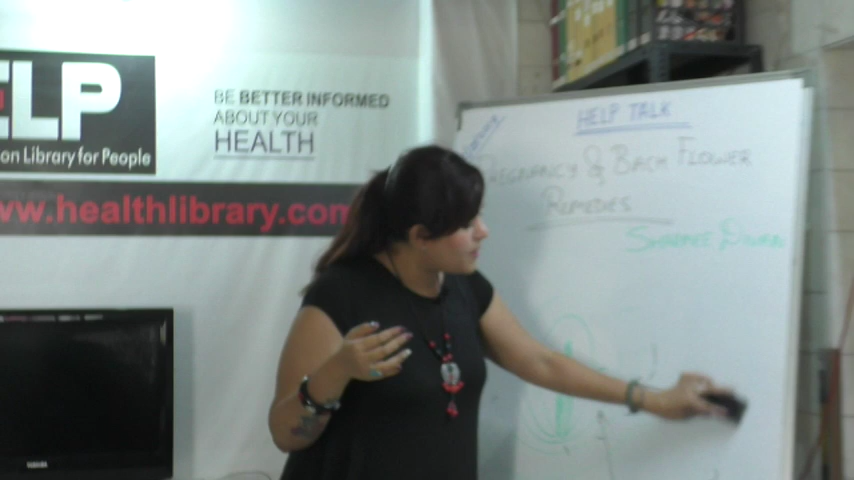 HELP
on Library for People
BE BETTER INFORMED
ABOUT YOUR
HEALTH
ww.healthlibrary.com
HELP TALK
PREGNANCY & BACH FLOWER
REMEDIES